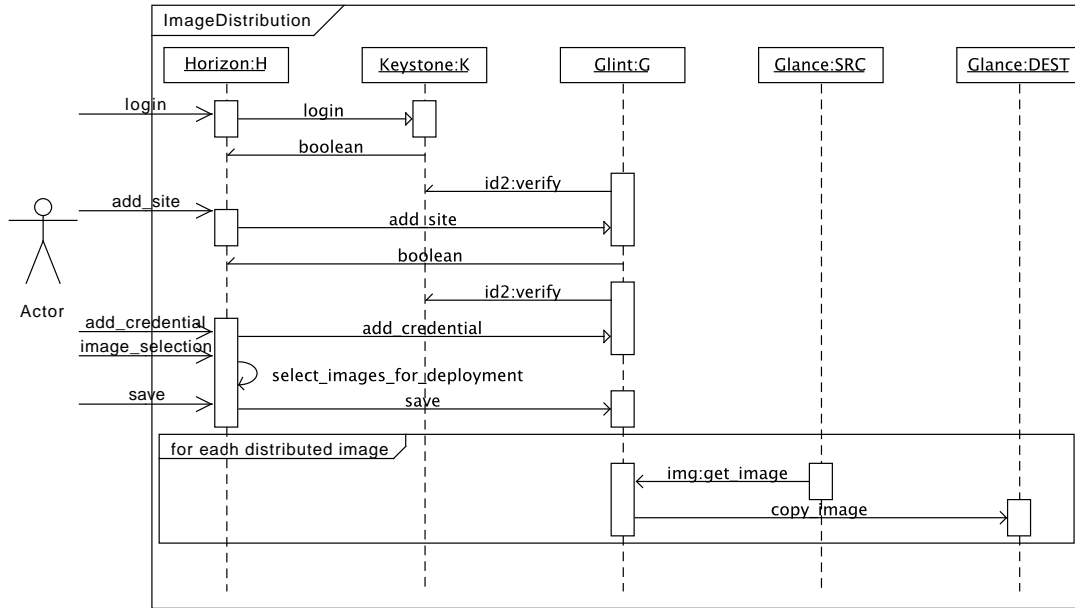 ImageDistribution
Horizon:H
Keystone:K
Glint:G
Glance:SRC
Glance:DEST
login
login
boolean
id2:verify
add_site
add_site
boolean
id2:verify
Actor
add_credential
add_credential
image_selection
select_images_for_deployment
save
save
for each distributed image
img:get_image
copy_image